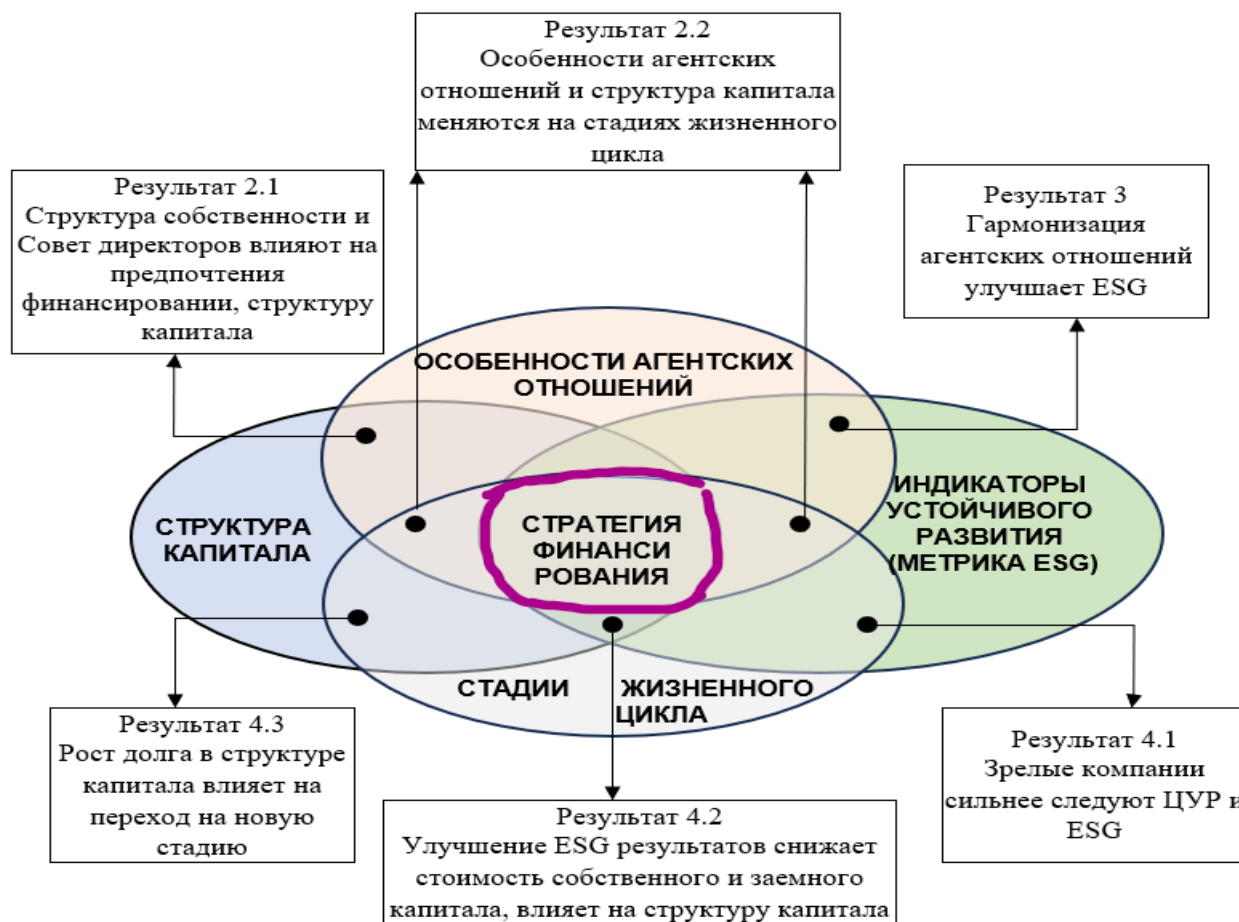 Результат 2.2
Особенности агентских
отношений и структура капитала
меняются на стадиях жизненного
цикла
Результат 2.1
Структура собственности и
Совет директоров влияют на
предпочтения
финансировании, структуру
капитала
Результат 3
Гармонизация
агентских отношений
улучшает ESG
ОСОБЕННОСТИ АГЕНТСКИХ
ОТНОШЕНИЙ
СТРУКТУРА
КАПИТАЛА
СТРАТЕГИЯ
ФИНАНСИ
РОВАНИЯ
ИНДИКАТОРЫ
УСТОЙЧИВОГО
РАЗВИТИЯ
(МЕТРИКА ESG)
СТАДИИ ЖИЗНЕННОГО
ЦИКЛА
Результат 4.3
Рост долга в структуре
капитала влияет на
переход на новую
стадию
Результат 4.2
Улучшение ESG результатов снижает
стоимость собственного и заемного
капитала, влияет на структуру капитала
Результат 4.1
Зрелые компании
сильнее следуют ЦУР и
ESG